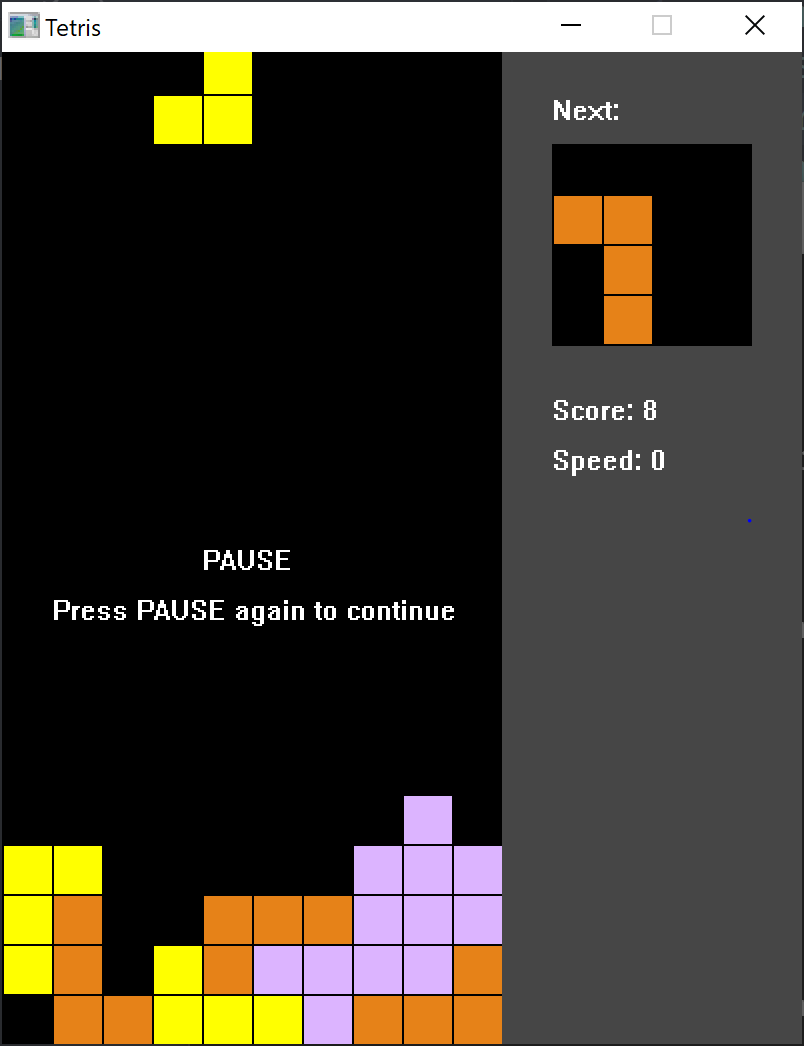 Tetris
Next:
Score: 8
Speed: 0
PAUSE
Press PAUSE again to continue